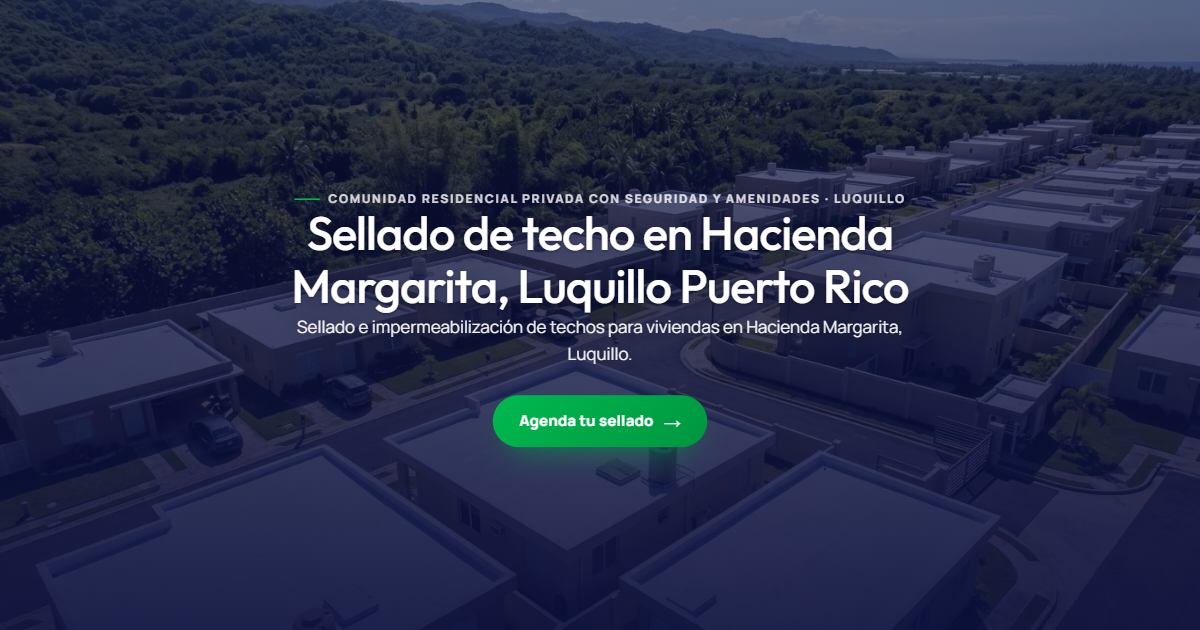 COMUNIDAD RESIDENCIAL PRIVADA CON SEGURIDAD Y AMENIDADES · LUQUILLO
Sellado de techo en Hacienda
Margarita, Luquillo Puerto Rico
Sellado e impermeabilización de techos para viviendas en Hacienda Margarita,
Luquillo.
Agenda tu sellado →